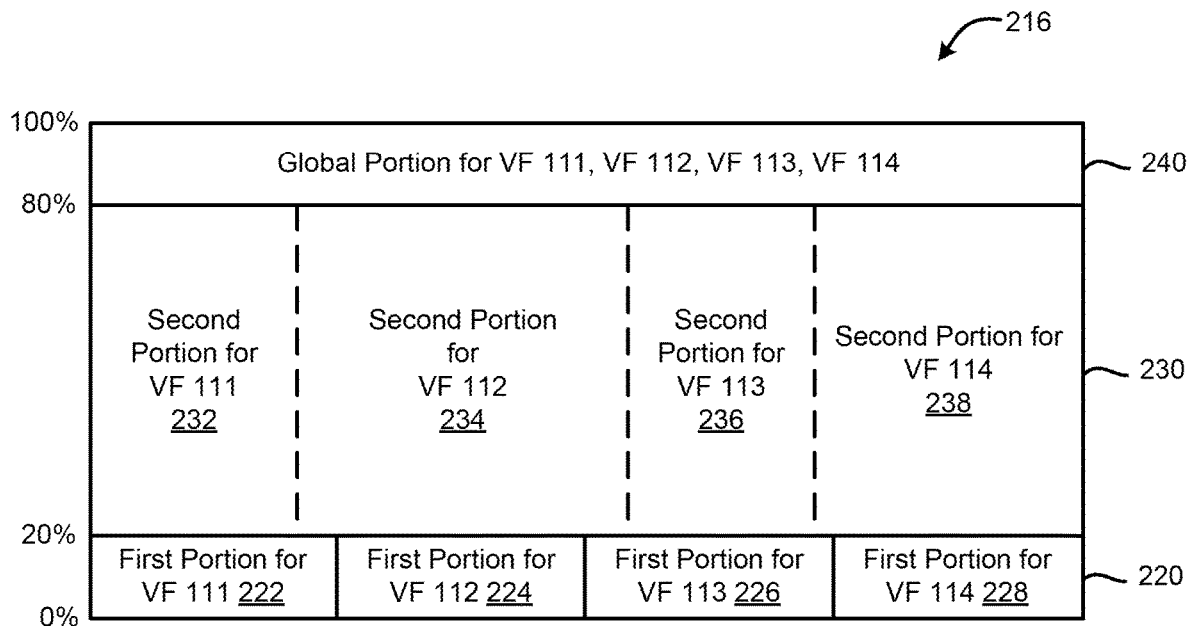 216
100%
Global Portion for VF 111, VF 112, VF 113, VF 114
240
80%
Second
Portion for
VF 111
232
Second Portion
for
VF 112
234
Second
Portion for
VF 113
236
Second Portion for
VF 114
238
230
20%
First Portion for
VF 111 222
First Portion for
VF 112 224
First Portion for
VF 113 226
First Portion for
VF 114 228
220
0%